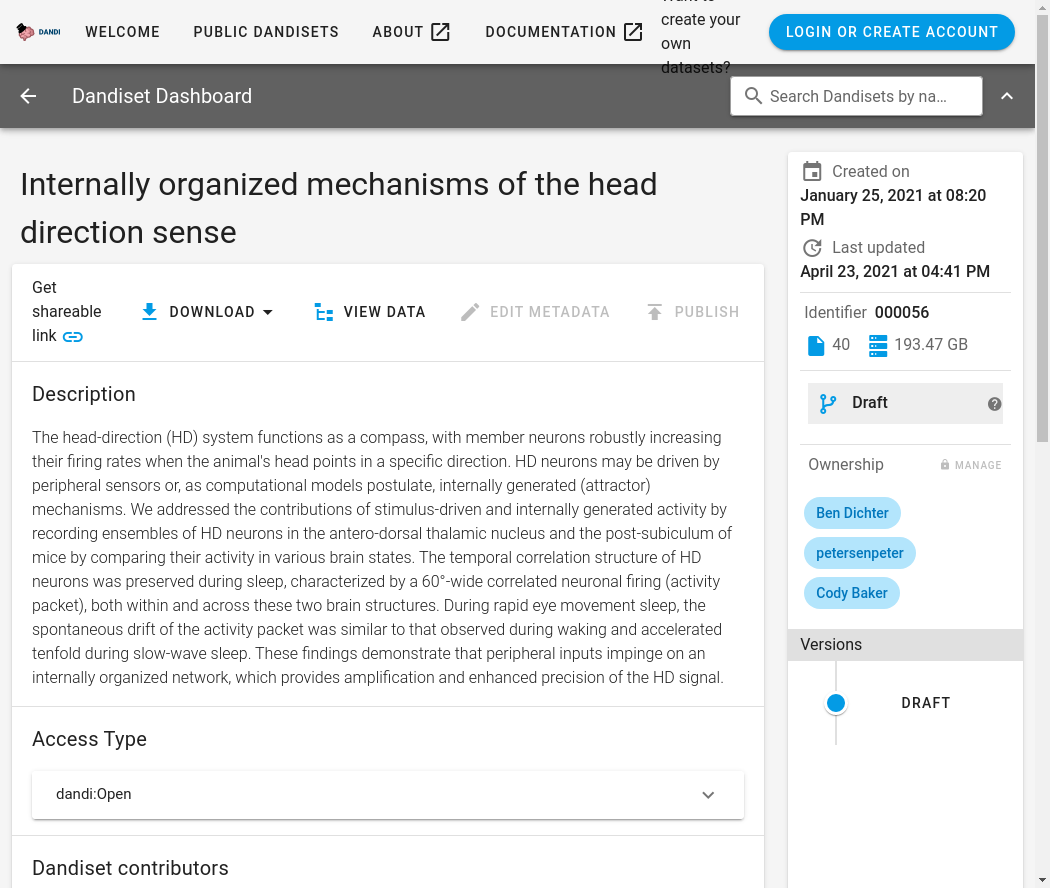 DANDI
WELCOME
PUBLIC DANDISETS
ABOUT
DOCUMENTATION
create your
own
datasets?
LOGIN OR CREATE ACCOUNT
Dandiset Dashboard
Search Dandisets by na…
Internally organized mechanisms of the head
direction sense
Get
shareable
link
DOWNLOAD
VIEW DATA
EDIT METADATA
PUBLISH
Description
The head-direction (HD) system functions as a compass, with member neurons robustly increasing
their firing rates when the animal's head points in a specific direction. HD neurons may be driven by
peripheral sensors or, as computational models postulate, internally generated (attractor)
mechanisms. We addressed the contributions of stimulus-driven and internally generated activity by
recording ensembles of HD neurons in the antero-dorsal thalamic nucleus and the post-subiculum of
mice by comparing their activity in various brain states. The temporal correlation structure of HD
neurons was preserved during sleep, characterized by a 60°-wide correlated neuronal firing (activity
packet), both within and across these two brain structures. During rapid eye movement sleep, the
spontaneous drift of the activity packet was similar to that observed during waking and accelerated
tenfold during slow-wave sleep. These findings demonstrate that peripheral inputs impinge on an
internally organized network, which provides amplification and enhanced precision of the HD signal.
Access Type
dandi:Open
Dandiset contributors
Created on
January 25, 2021 at 08:20
PM
Last updated
April 23, 2021 at 04:41 PM
Identifier 000056
40 193.47 GB
Draft
Ownership
MANAGE
Ben Dichter
petersenpeter
Cody Baker
Versions
DRAFT